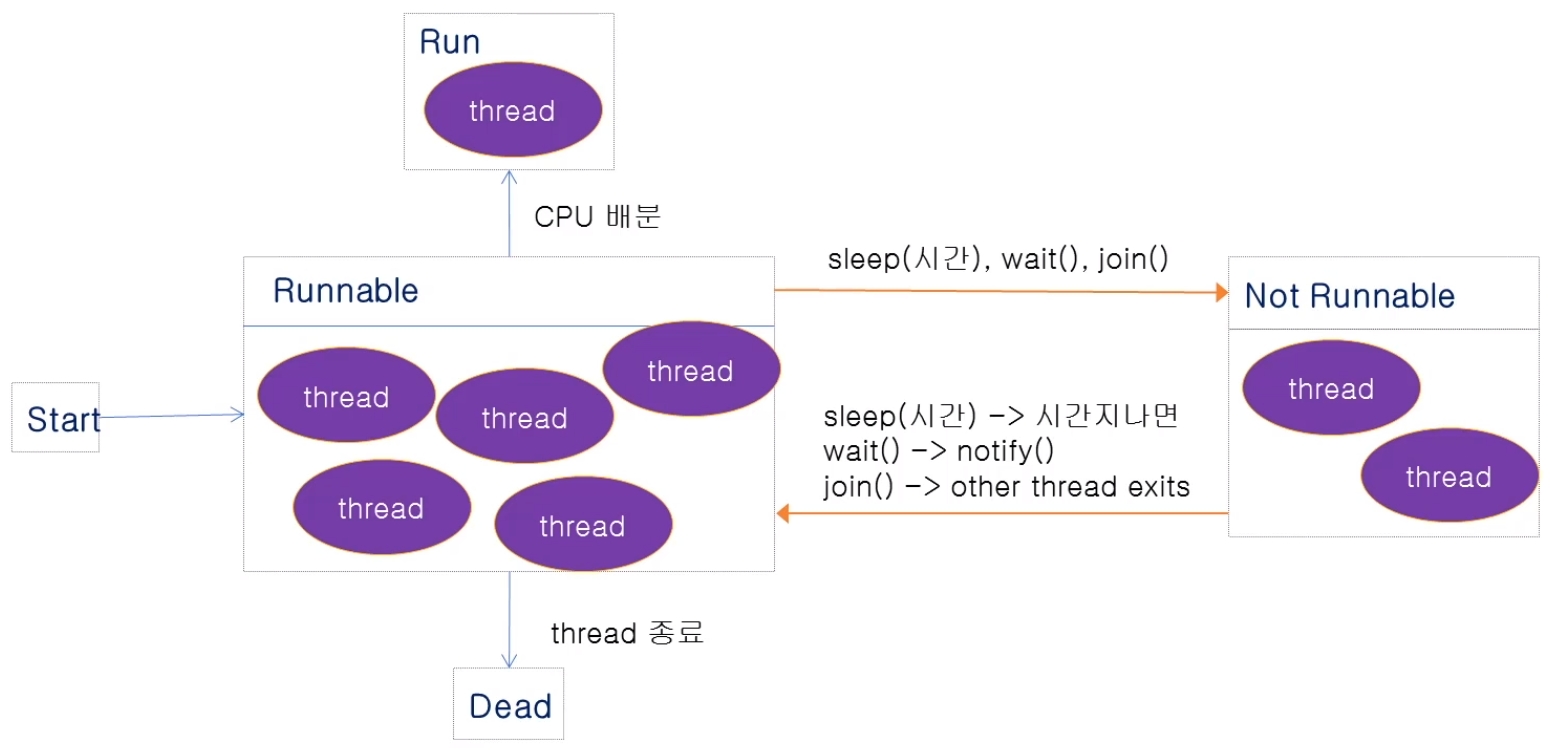 Run
thread
CPU 배분
sleep(시간), wait(), join()
Runnable
Not Runnable
thread
thread
thread
thread
thread
thread
thread
Start
sleep(시간) -> 시간지나면
wait() -> notify()
join() -> other thread exits
thread 종료
Dead